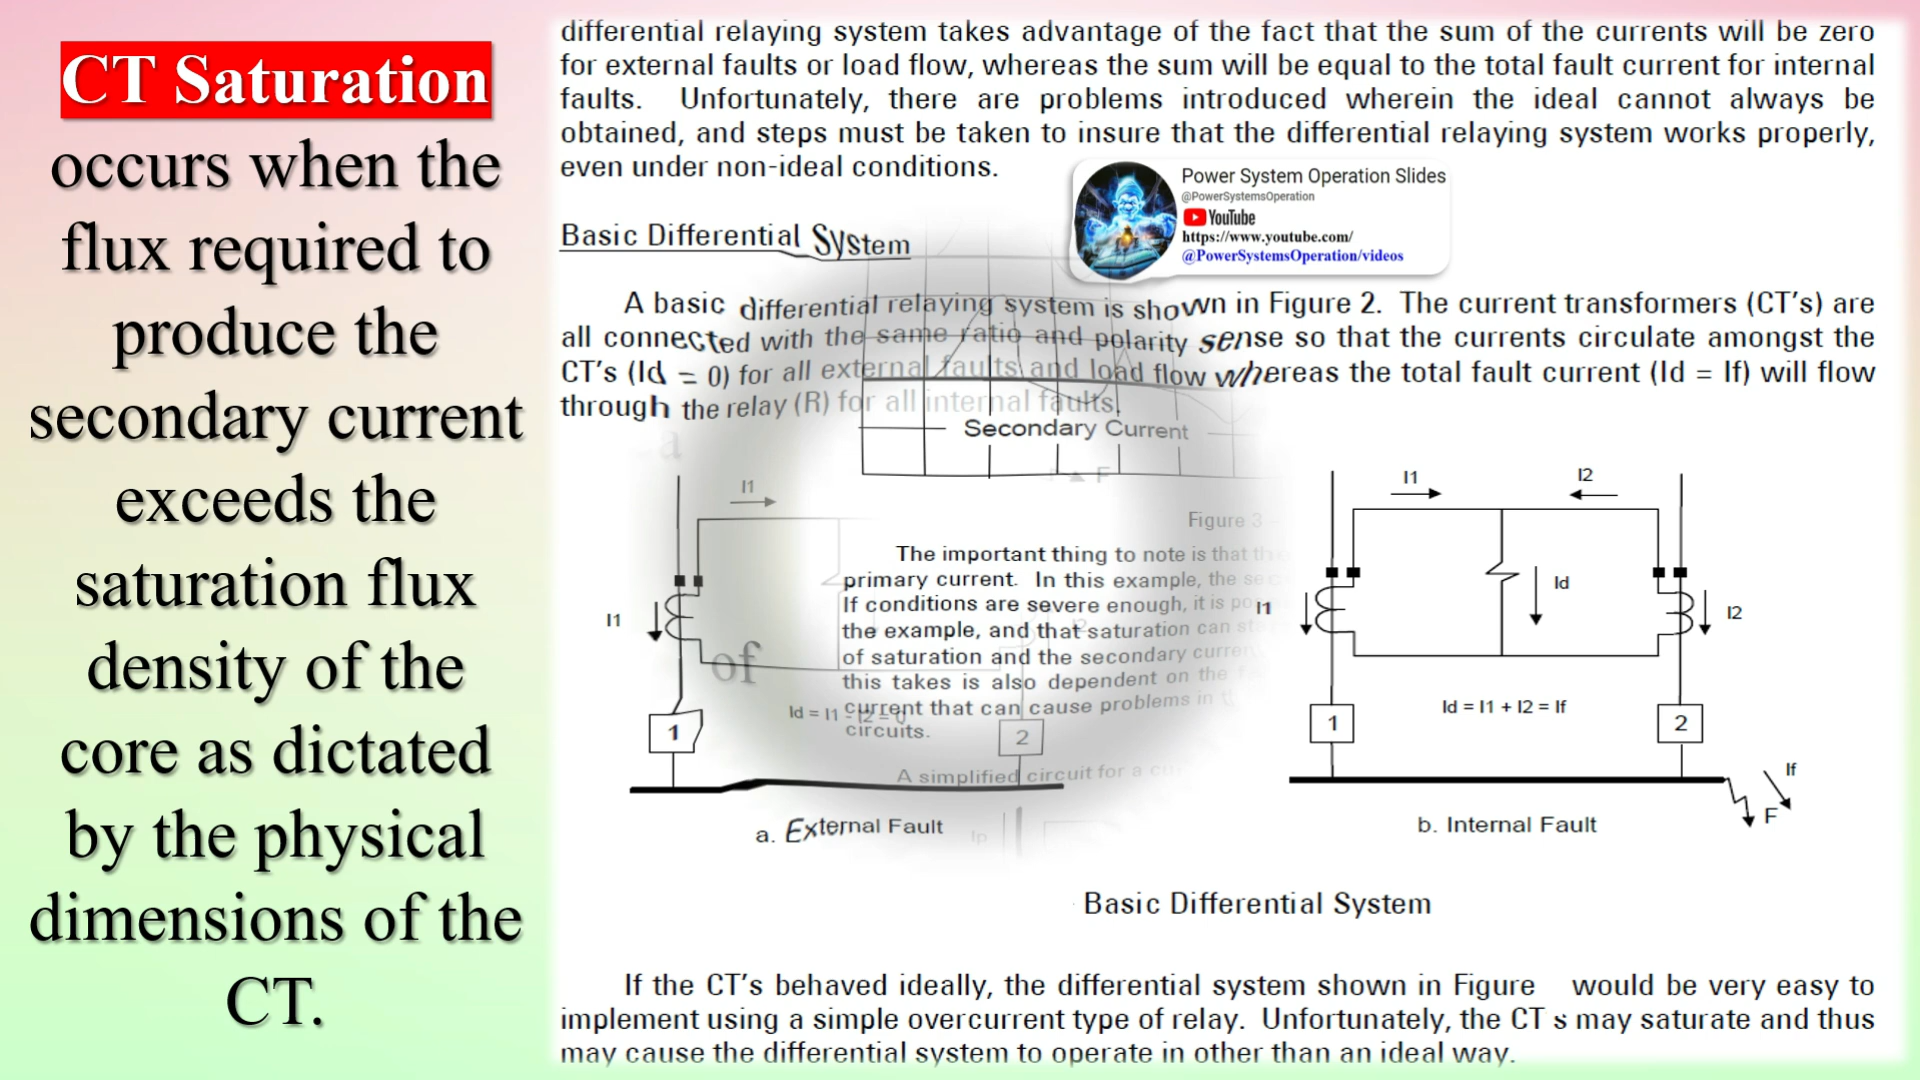 CT Saturation
occurs when the
flux required to
produce the
secondary current
exceeds the
saturation flux
density of the
core as dictated
by the physical
dimensions of the
CT.
differential relaying system takes advantage of the fact that the sum of the currents will be zero
for external faults or load flow, whereas the sum will be equal to the total fault current for internal
faults. Unfortunately, there are problems introduced wherein the ideal cannot always be
obtained, and steps must be taken to insure that the differential relaying system works properly,
even under non-ideal conditions.
Power System Operation Slides
@PowerSystemsOperation
YouTube
https://www.youtube.com/
@PowerSystemsOperation/videos
Basic Differential System
A basic differential relaying system is shown in Figure 2. The current transformers (CT's) are
all connected with the same ratio and polarity sense so that the currents circulate amongst the
CT's (Id = 0) for all external faults and load flow whereas the total fault current (Id = If) will flow
through the relay (R) for all internal faults.
a
Secondary Current
F
Figure 3
I1
I1
of
The important thing to note is that
primary current. In this example, the
If conditions are severe enough, it is
the example, and that saturation can
of saturation and the secondary
this takes is also dependent on the
current that can cause problems in
circuits.
A simplified circuit for a
Id = I1 - I2 = 0
1
2
Ip
a. External Fault
I1
I2
I1
Id
I2
Id = I1 + I2 = If
1
2
If
F
b. Internal Fault
Basic Differential System
If the CT's behaved ideally, the differential system shown in Figure would be very easy to
implement using a simple overcurrent type of relay. Unfortunately, the CT s may saturate and thus
may cause the differential system to operate in other than an ideal way.